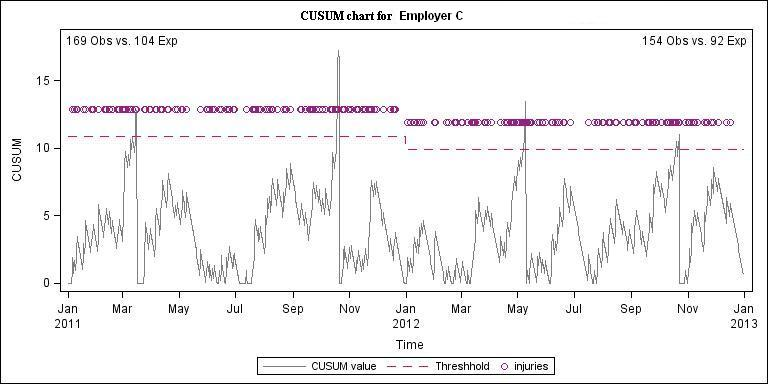 CUSUM chart for Employer C
169 Obs vs. 104 Exp
154 Obs vs. 92 Exp
15
10
5
0
CUSUM
Jan Mar May Jul Sep Nov Jan Mar May Jul Sep Nov Jan
2011 2012 2013
Time
CUSUM value Threshhold injuries